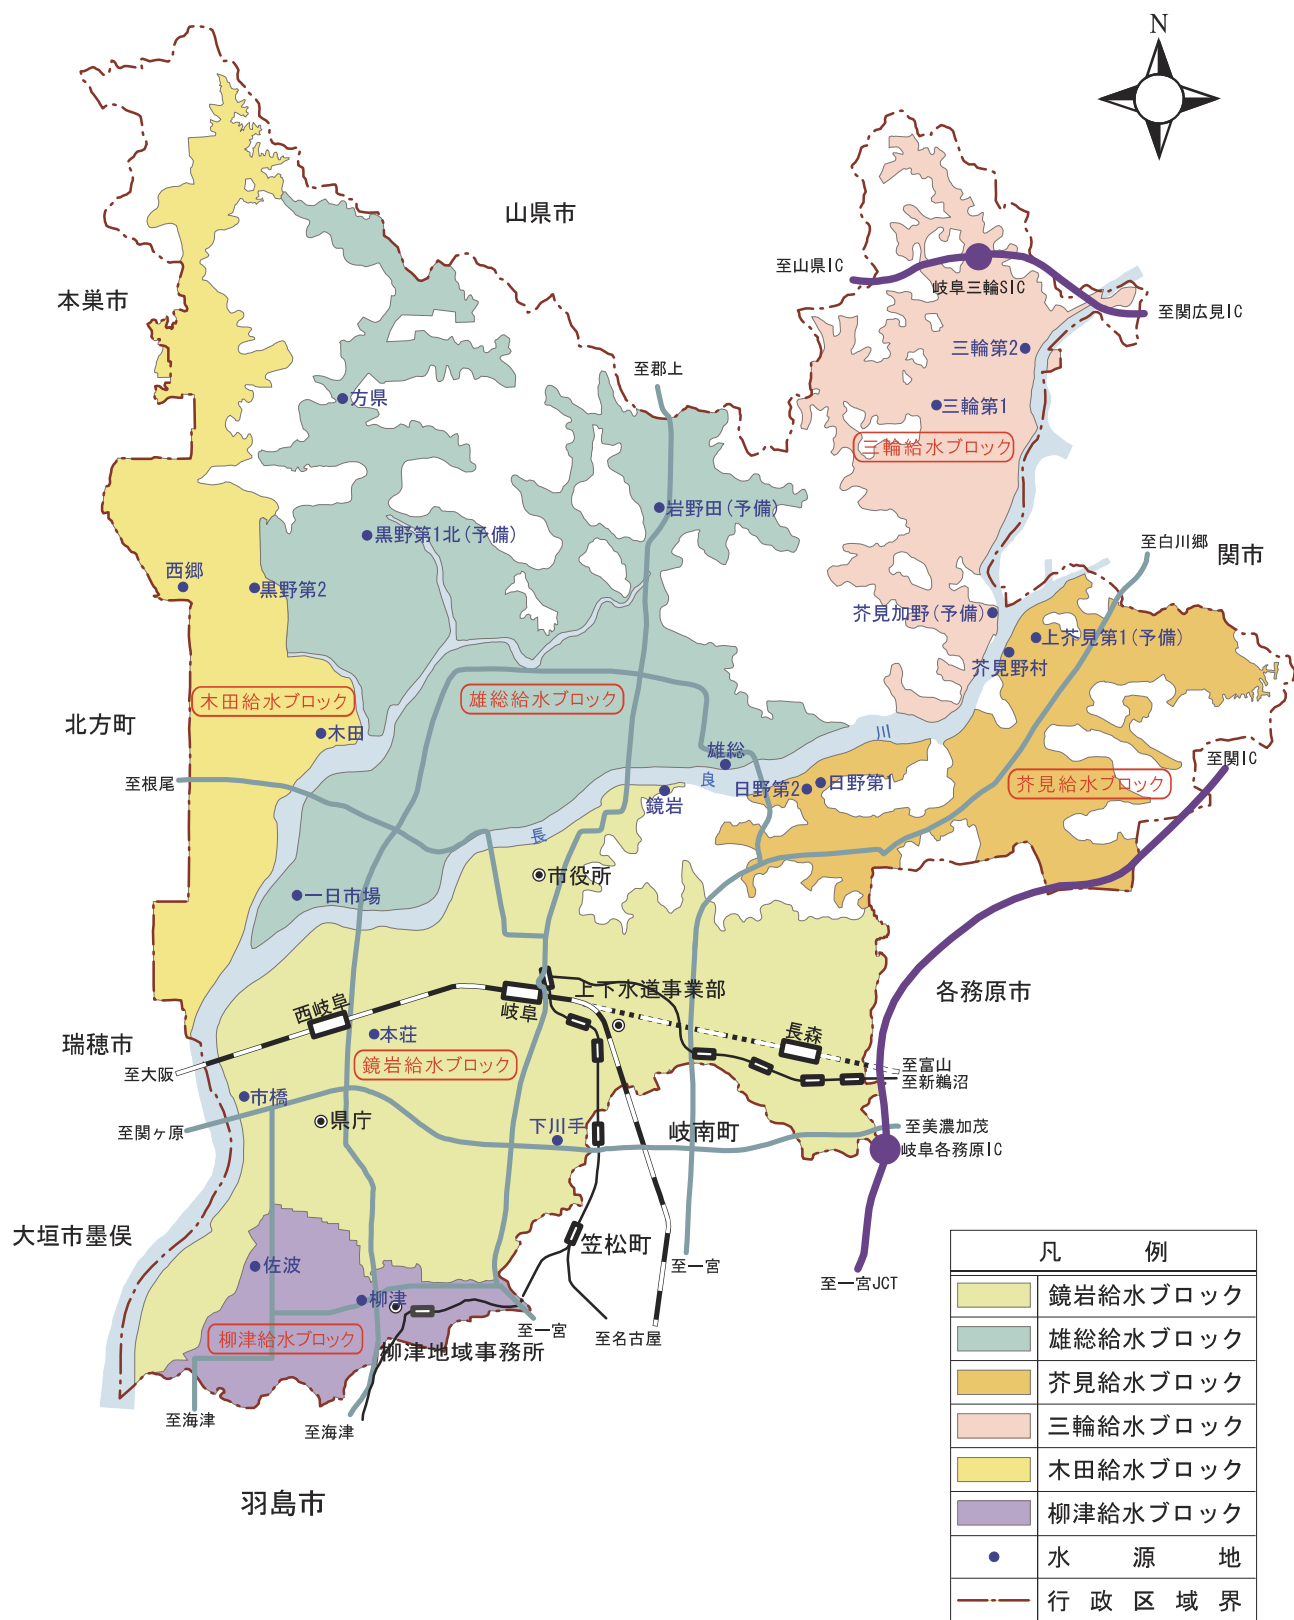 N
山県市
本巣市
至山県IC
岐阜三輪SIC
至関広見IC
三輪第2
至郡上
方県
三輪第1
三輪給水ブロック
岩野田(予備)
黒野第1北(予備)
至白川郷
関市
西郷
黒野第2
芥見加野(予備)
上芥見第1(予備)
芥見野村
木田給水ブロック
雄総給水ブロック
北方町
木田
川
雄総
至関IC
至根尾
良
日野第2
日野第1
芥見給水ブロック
鏡岩
長
市役所
一日市場
各務原市
上下水道事業部
西岐阜
岐阜
長森
本荘
瑞穂市
鏡岩給水ブロック
至富山
至大阪
至新鵜沼
市橋
県庁
下川手
岐南町
至美濃加茂
至関ヶ原
岐阜各務原IC
大垣市墨俣
笠松町
佐波
至一宮
至一宮JCT
柳津
柳津給水ブロック
至一宮
至名古屋
柳津地域事務所
至海津
至海津
羽島市
凡例
鏡岩給水ブロック
雄総給水ブロック
芥見給水ブロック
三輪給水ブロック
木田給水ブロック
柳津給水ブロック
水源地
行政区域界